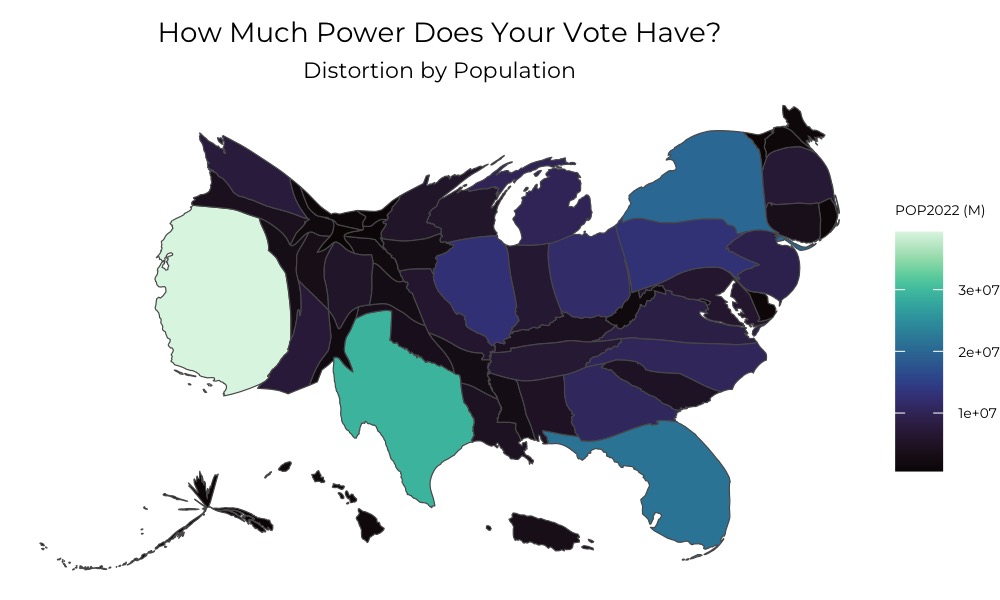 How Much Power Does Your Vote Have?
Distortion by Population
POP2022 (M)
3e+07
2e+07
1e+07